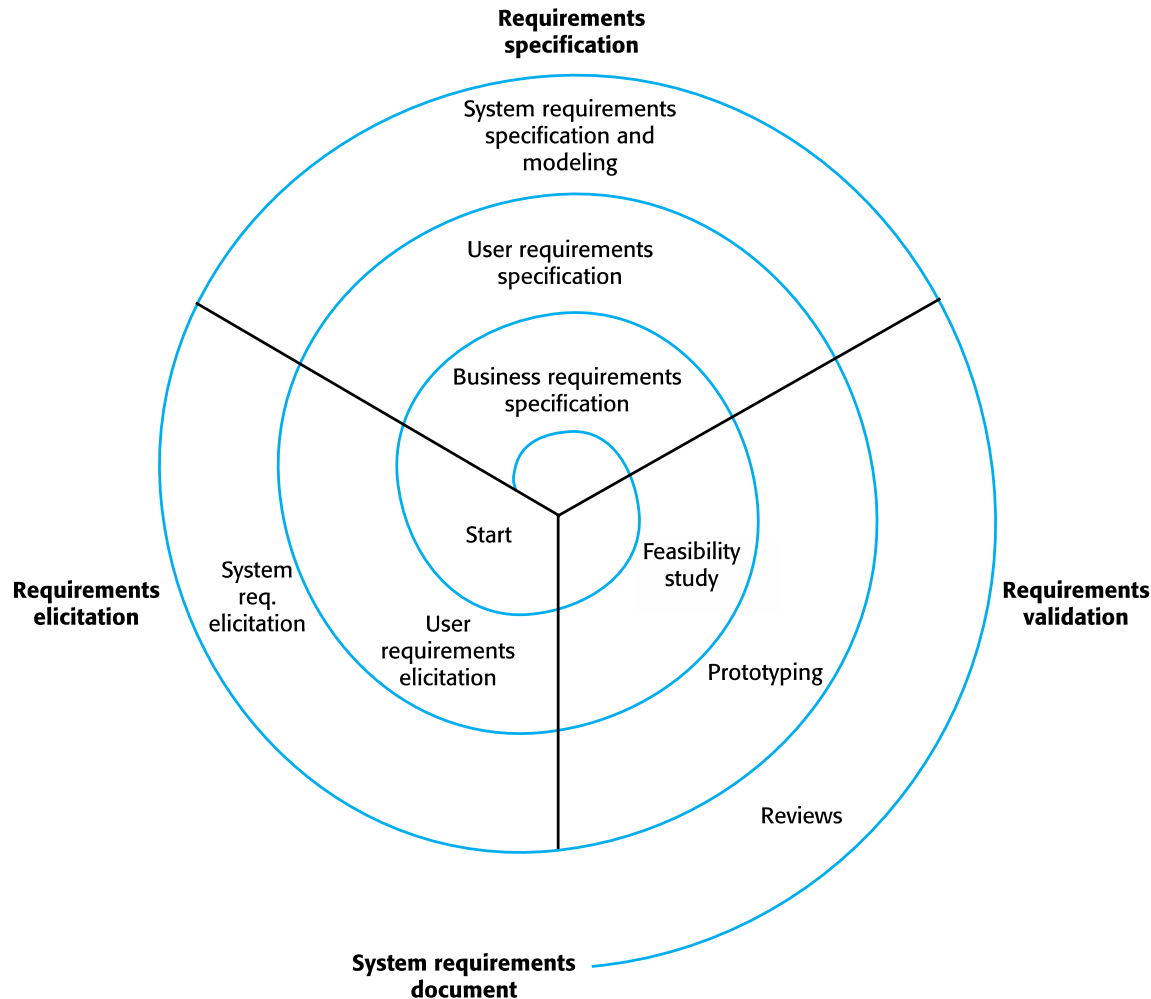 Requirements
specification
System requirements
specification and
modeling
User requirements
specification
Business requirements
specification
Start
Feasibility
study
System
req.
elicitation
Requirements
elicitation
Requirements
validation
User
requirements
elicitation
Prototyping
Reviews
System requirements
document